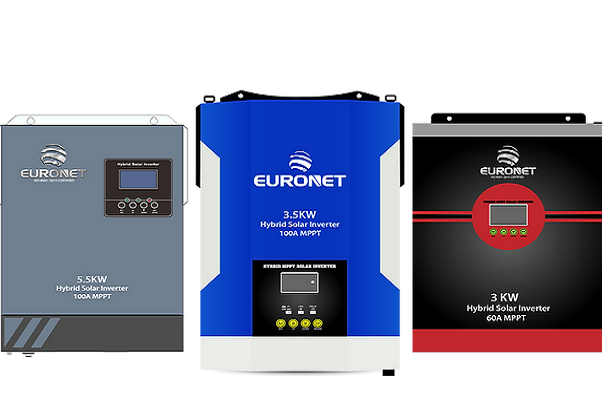 EURONET
Hybrid Solar Inverter
5.5KW
Hybrid Solar Inverter
100A MPPT
EURONET
3.5KW
Hybrid Solar Inverter
100A MPPT
HYBRID MPPT SOLAR INVERTER
EURONET
3 KW
Hybrid Solar Inverter
60A MPPT